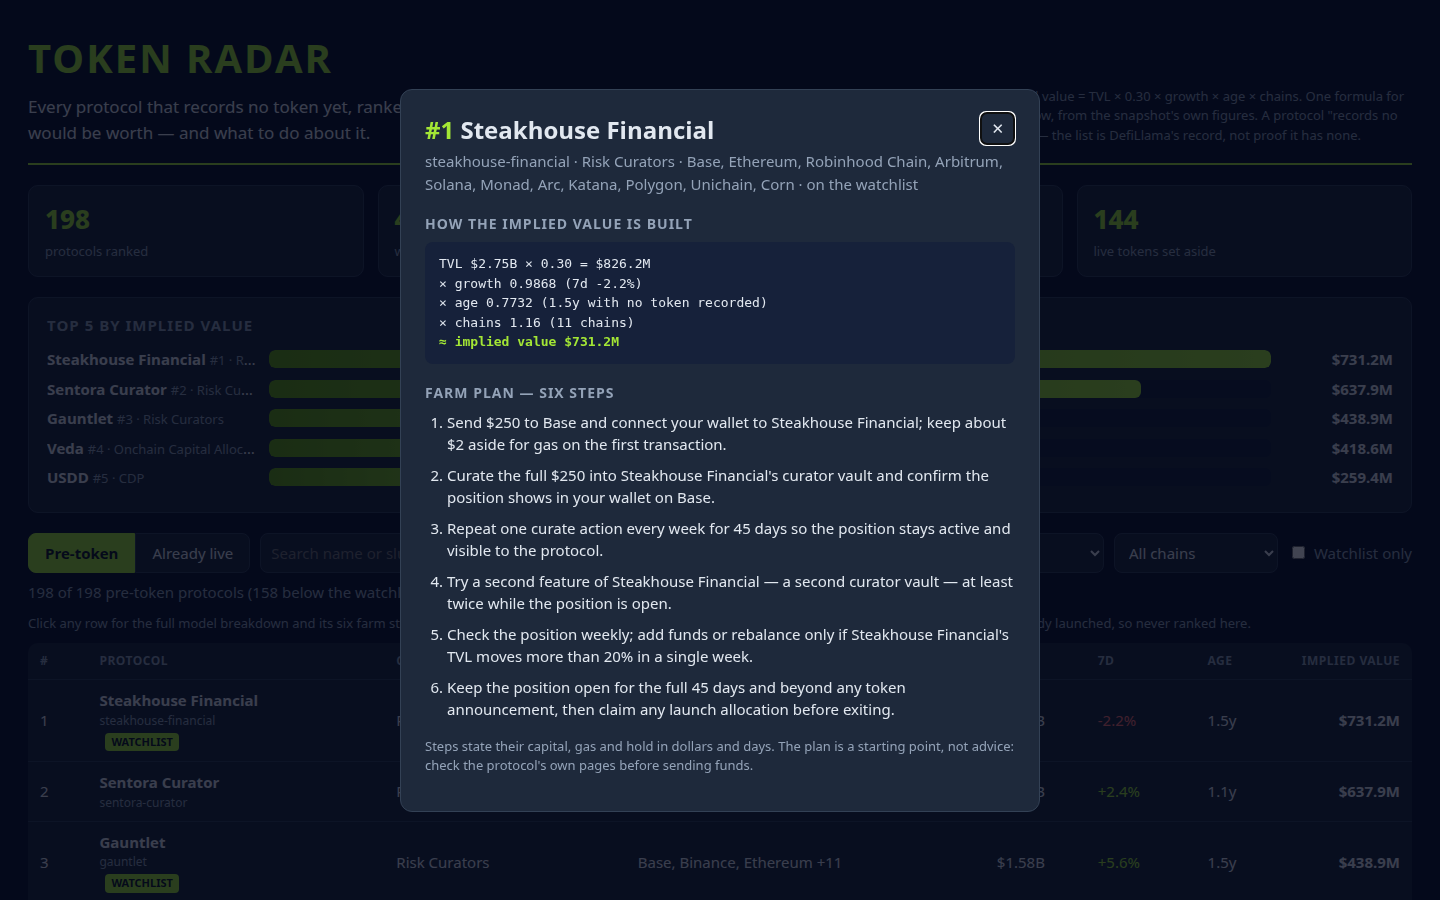 TOKEN RADAR
Every protocol that records no token yet, ranke
would be worth — and what to do about it.
value = TVL × 0.30 × growth × age × chains. One formula for
from the snapshot's own figures. A protocol "records no
— the list is DefiLlama's record, not proof it has none.
198
protocols ranked
144
live tokens set aside
TOP 5 BY IMPLIED VALUE
Steakhouse Financial #1 · R... $731.2M
Sentora Curator #2 · Risk Cu... $637.9M
Gauntlet #3 · Risk Curators $438.9M
Veda #4 · Onchain Capital Alloc... $418.6M
USDD #5 · CDP $259.4M
Pre-token Already live Search name or slu All chains Watchlist only
198 of 198 pre-token protocols (158 below the watchl
Click any row for the full model breakdown and its six farm st dy launched, so never ranked here.
# PROTOCOL 7D AGE IMPLIED VALUE
1 Steakhouse Financial -2.2% 1.5y $731.2M
steakhouse-financial
WATCHLIST
2 Sentora Curator +2.4% 1.1y $637.9M
sentora-curator
3 Gauntlet Risk Curators Base, Binance, Ethereum +11 $1.58B +5.6% 1.5y $438.9M
gauntlet
WATCHLIST
#1 Steakhouse Financial
×
steakhouse-financial · Risk Curators · Base, Ethereum, Robinhood Chain, Arbitrum,
Solana, Monad, Arc, Katana, Polygon, Unichain, Corn · on the watchlist
HOW THE IMPLIED VALUE IS BUILT
TVL $2.75B × 0.30 = $826.2M
× growth 0.9868 (7d -2.2%)
× age 0.7732 (1.5y with no token recorded)
× chains 1.16 (11 chains)
≈ implied value $731.2M
FARM PLAN — SIX STEPS
1. Send $250 to Base and connect your wallet to Steakhouse Financial; keep about
$2 aside for gas on the first transaction.
2. Curate the full $250 into Steakhouse Financial's curator vault and confirm the
position shows in your wallet on Base.
3. Repeat one curate action every week for 45 days so the position stays active and
visible to the protocol.
4. Try a second feature of Steakhouse Financial — a second curator vault — at least
twice while the position is open.
5. Check the position weekly; add funds or rebalance only if Steakhouse Financial's
TVL moves more than 20% in a single week.
6. Keep the position open for the full 45 days and beyond any token
announcement, then claim any launch allocation before exiting.
Steps state their capital, gas and hold in dollars and days. The plan is a starting point, not advice:
check the protocol's own pages before sending funds.